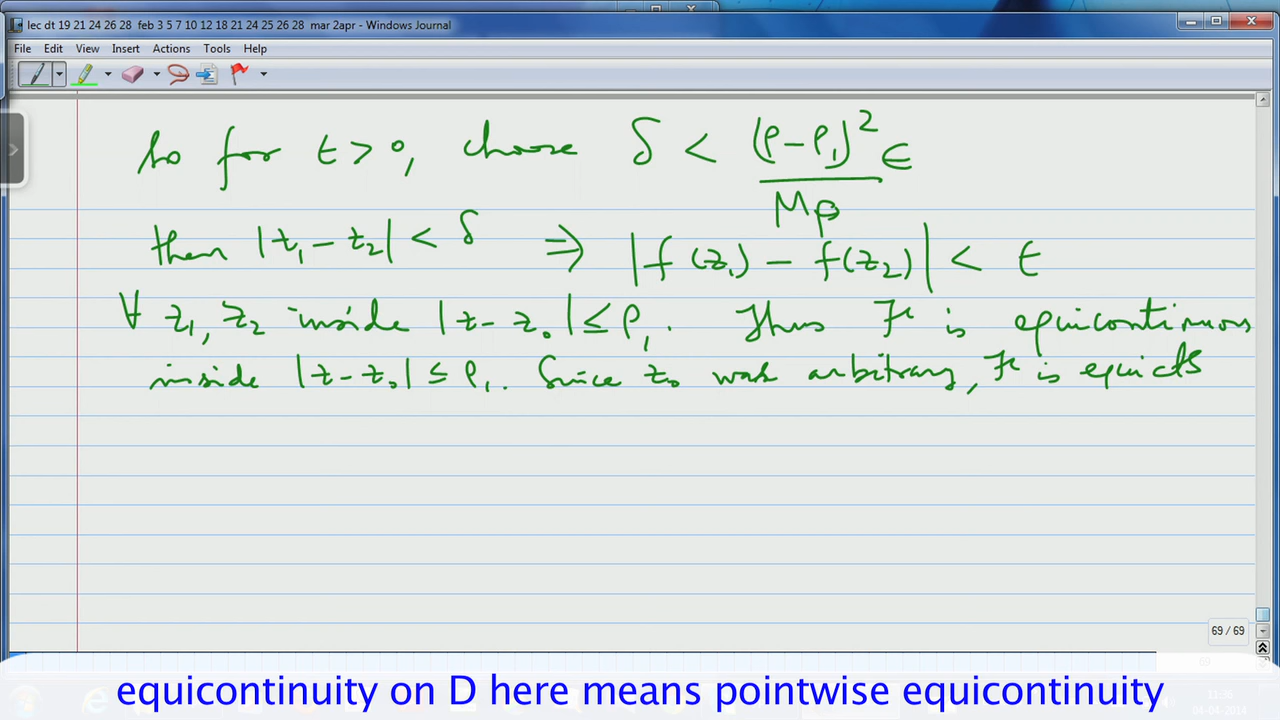 lec dt 19 21 24 26 28 feb 3 5 7 10 12 18 21 24 25 26 28 mar 2apr - Windows Journal
File Edit View Insert Actions Tools Help
So for ε > 0, choose δ < (ρ-ρ₁)² ∈ / Mρ
then |z₁ - z₂| < δ ⇒ |f(z₁) - f(z₂)| < ε
∀ z₁, z₂ inside |z - z₀| ≤ ρ₁. Thus ℱ is equicontinuous
inside |z - z₀| ≤ ρ₁. Since z₀ was arbitrary, ℱ is equicts
69 / 69
equicontinuity on D here means pointwise equicontinuity
04-04-2014